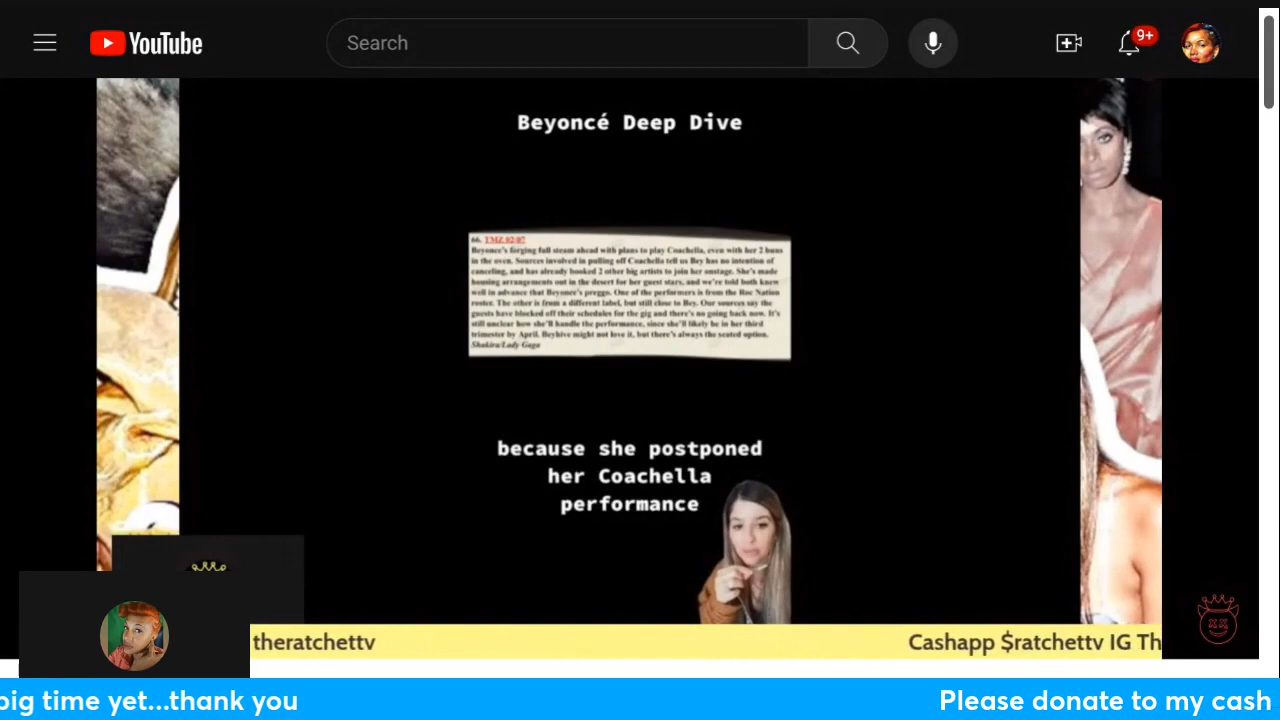 YouTube
Search
9+
Beyoncé Deep Dive
66. TMZ 02/07
Beyonce's forging full steam ahead with plans to play Coachella, even with her 2 buns
in the oven. Sources involved in pulling off Coachella tell us Bey has no intention of
canceling, and has already booked 2 other big artists to join her onstage. She's made
housing arrangements out in the desert for her guest stars, and we're told both knew
well in advance that Beyonce's preggo. One of the performers is from the Roc Nation
roster. The other is from a different label, but still close to Bey. Our sources say the
guests have blocked off their schedules for the gig and there's no going back now. It's
still unclear how she'll handle the performance, since she'll likely be in her third
trimester by April. Beyhive might not love it, but there's always the seated option.
Shakira/Lady Gaga
because she postponed
her Coachella
performance
theratchettv
Cashapp $ratchettv IG Th
big time yet...thank you
Please donate to my cash